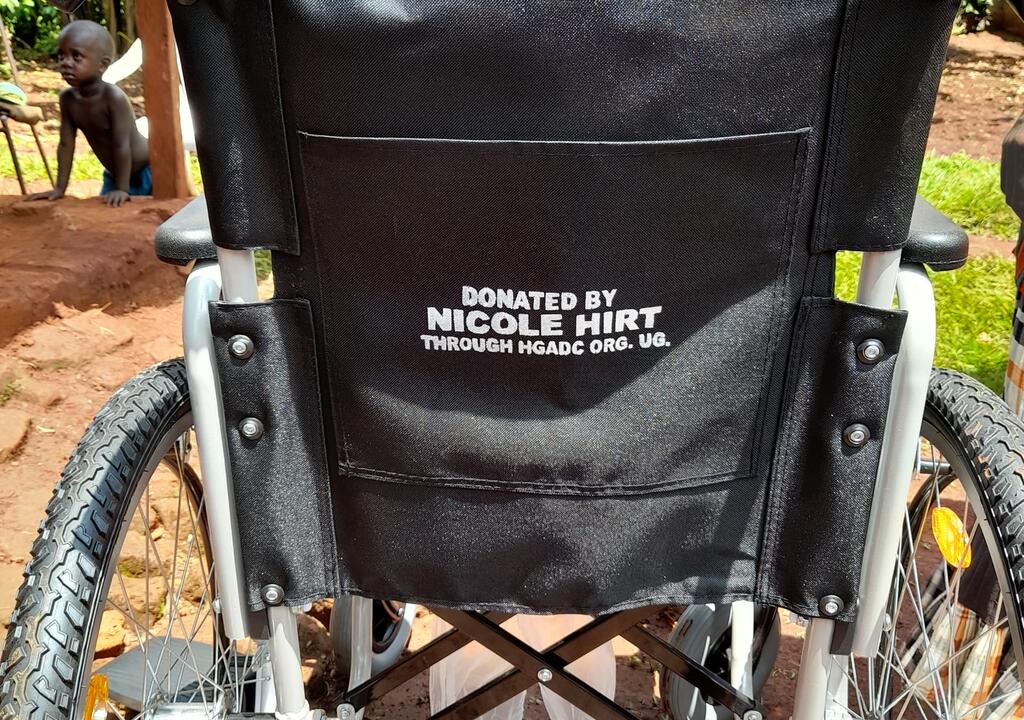 DONATED BY
NICOLE HIRT
THROUGH HGADC ORG. UG.